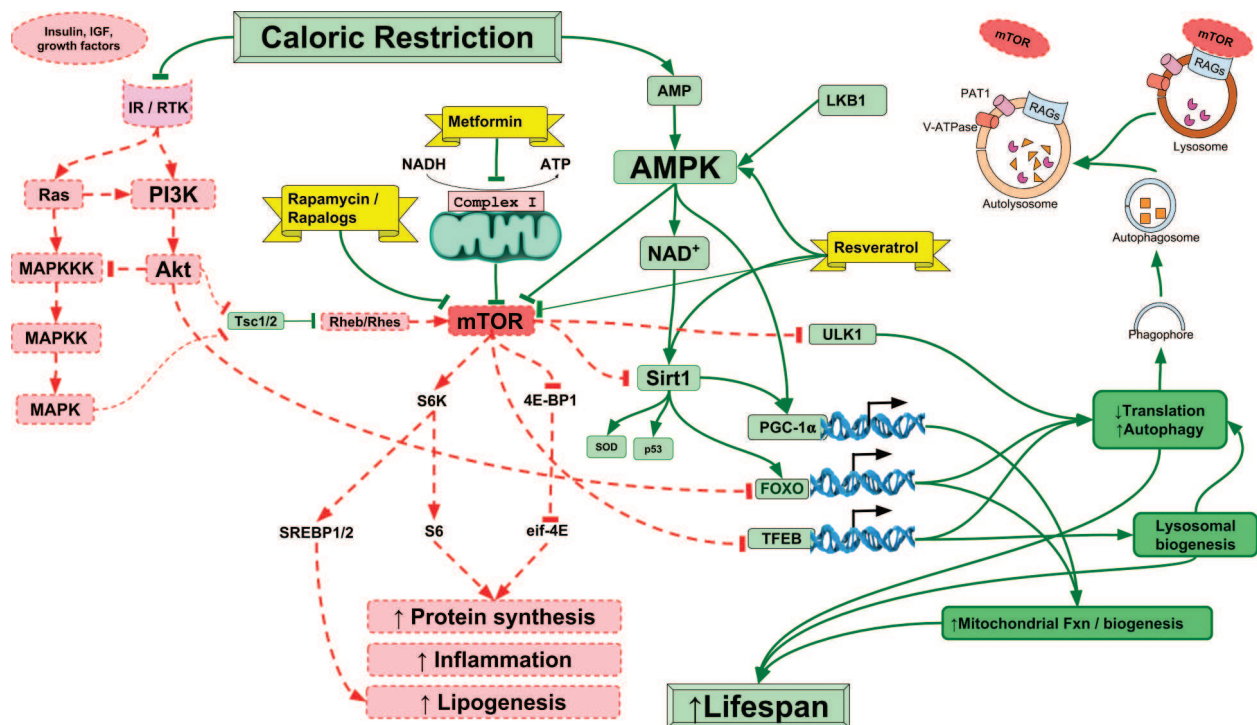 Insulin, IGF,
growth factors
Caloric Restriction
mTOR
mTOR
RAGs
PAT1
RAGs
V-ATPase
Lysosome
Autolysosome
IR / RTK
AMP
LKB1
Metformin
NADH
ATP
AMPK
Complex I
Ras
PI3K
Rapamycin /
Rapalogs
Autophagosome
NAD+
Resveratrol
MAPKKK
Akt
Tsc1/2
Rheb/Rhes
mTOR
ULK1
Phagophore
MAPKK
Sirt1
MAPK
S6K
4E-BP1
PGC-1α
↓Translation
↑Autophagy
SOD
p53
FOXO
SREBP1/2
S6
eif-4E
TFEB
Lysosomal
biogenesis
↑ Protein synthesis
↑Mitochondrial Fxn / biogenesis
↑ Inflammation
↑ Lipogenesis
↑Lifespan